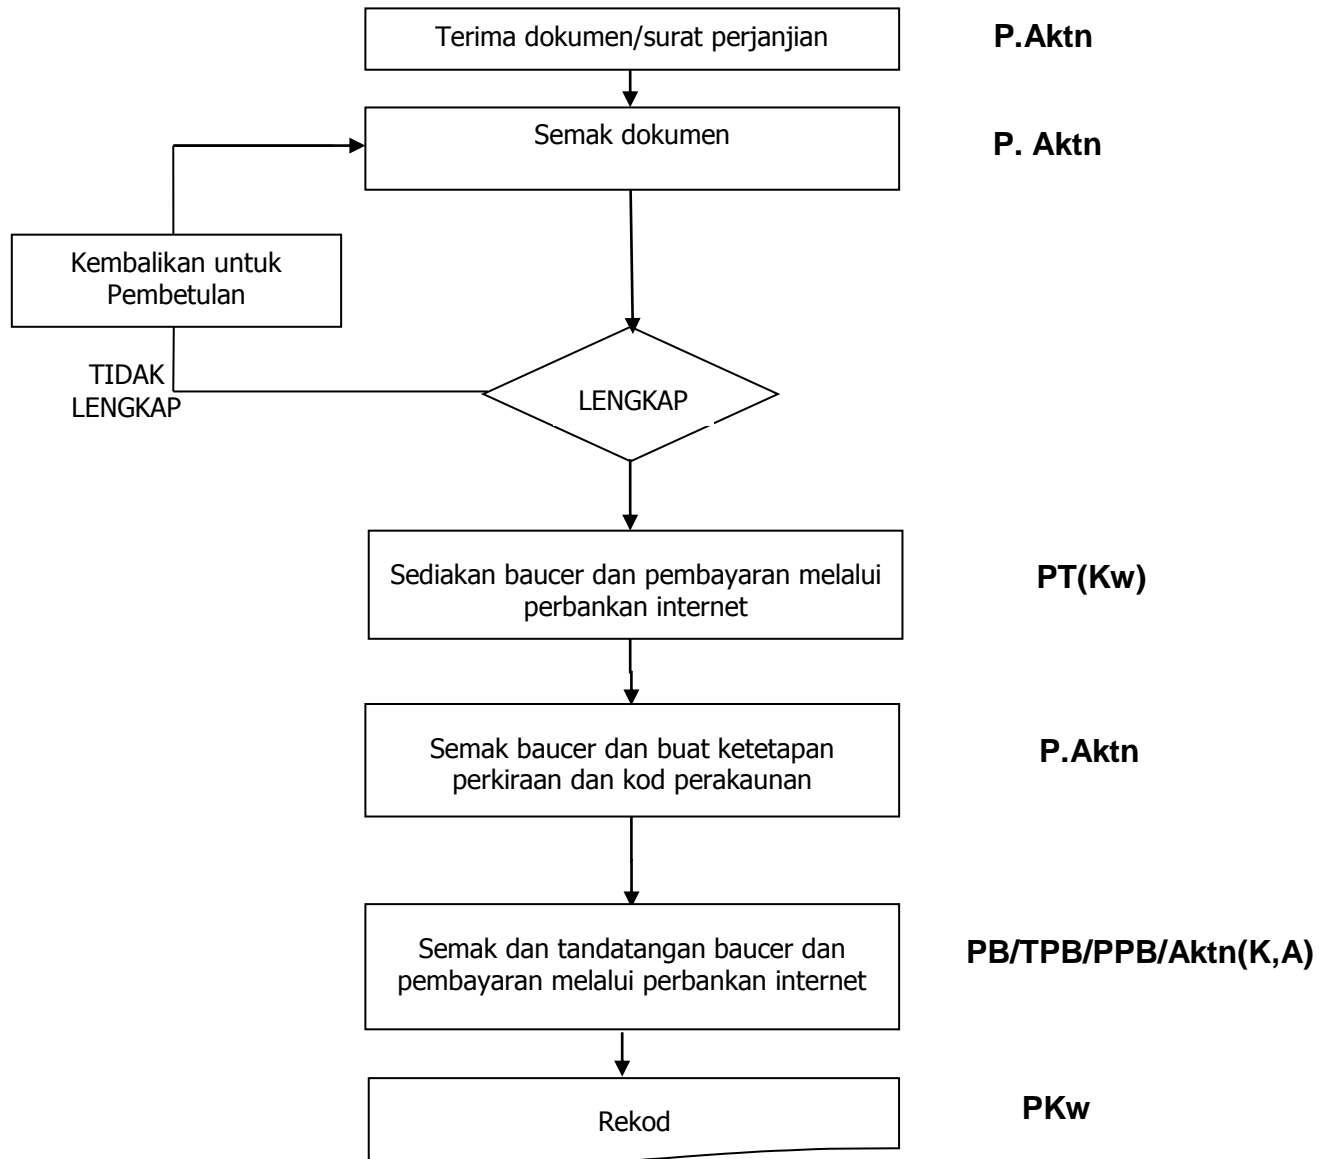 Terima dokumen/surat perjanjian
P.Aktn
Semak dokumen
P. Aktn
Kembalikan untuk
Pembetulan
TIDAK
LENGKAP
LENGKAP
Sediakan baucer dan pembayaran melalui
perbankan internet
PT(Kw)
Semak baucer dan buat ketetapan
perkiraan dan kod perakaunan
P.Aktn
Semak dan tandatangan baucer dan
pembayaran melalui perbankan internet
PB/TPB/PPB/Aktn(K,A)
Rekod
PKw